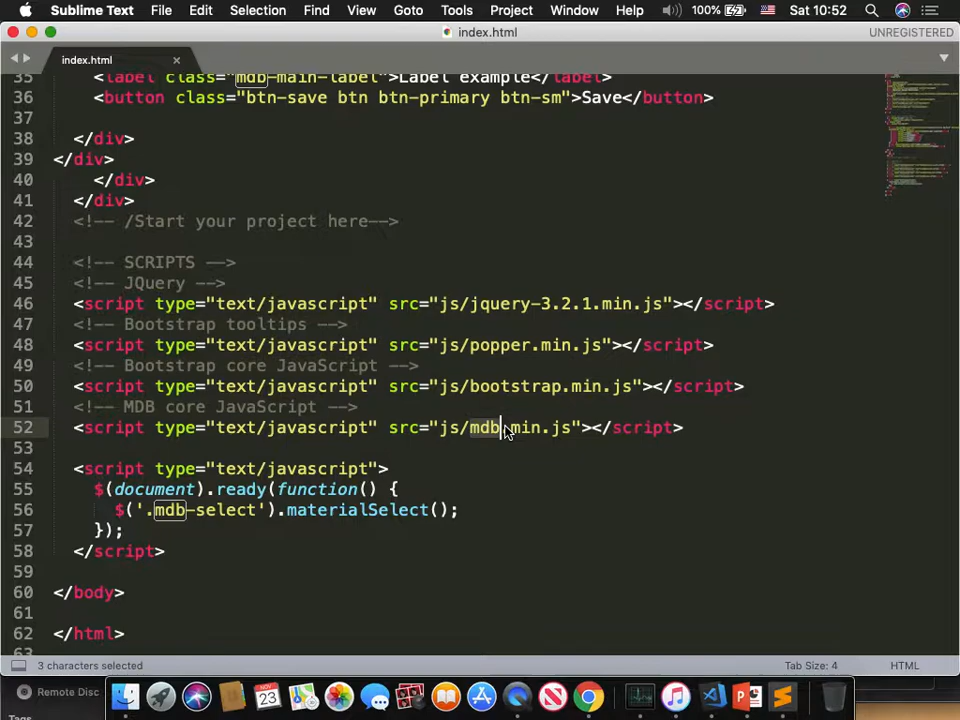 Sublime Text File Edit Selection Find View Goto Tools Project Window Help 100% Sat 10:52
index.html UNREGISTERED
index.html
35 <label class="mdb-main-label">Label example</label>
36 <button class="btn-save btn btn-primary btn-sm">Save</button>
37
38 </div>
39 </div>
40 </div>
41 </div>
42 <!-- /Start your project here-->
43
44 <!-- SCRIPTS -->
45 <!-- JQuery -->
46 <script type="text/javascript" src="js/jquery-3.2.1.min.js"></script>
47 <!-- Bootstrap tooltips -->
48 <script type="text/javascript" src="js/popper.min.js"></script>
49 <!-- Bootstrap core JavaScript -->
50 <script type="text/javascript" src="js/bootstrap.min.js"></script>
51 <!-- MDB core JavaScript -->
52 <script type="text/javascript" src="js/mdb.min.js"></script>
53
54 <script type="text/javascript">
55 $(document).ready(function() {
56 $('.mdb-select').materialSelect();
57 });
58 </script>
59
60 </body>
61
62 </html>
63
3 characters selected Tab Size: 4 HTML
Remote Disc
NOV
23
Tags